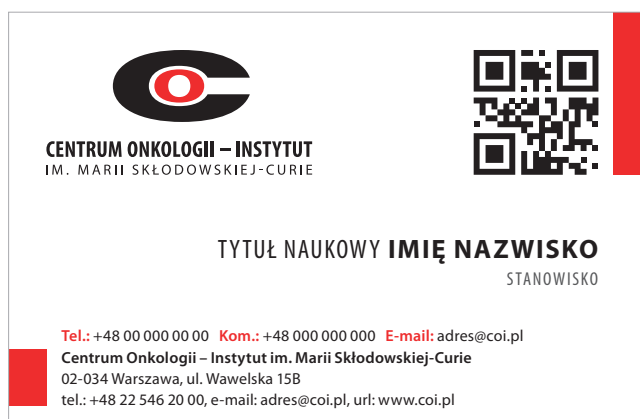 CENTRUM ONKOLOGII – INSTYTUT
IM. MARII SKŁODOWSKIEJ-CURIE
TYTUŁ NAUKOWY IMIĘ NAZWISKO
STANOWISKO
Tel.: +48 00 000 00 00 Kom.: +48 000 000 000 E-mail: adres@coi.pl
Centrum Onkologii – Instytut im. Marii Skłodowskiej-Curie
02-034 Warszawa, ul. Wawelska 15B
tel.: +48 22 546 20 00, e-mail: adres@coi.pl, url: www.coi.pl